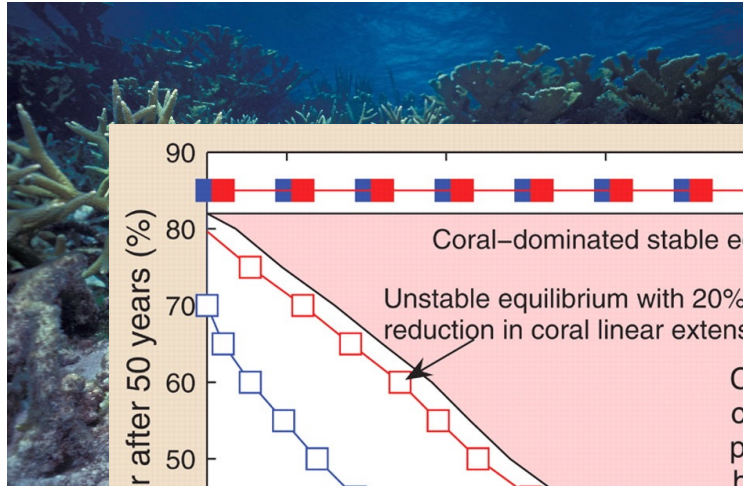 90
80
70
60
50
r after 50 years (%)
Coral–dominated stable e
Unstable equilibrium with 20%
reduction in coral linear extens
C
c
p